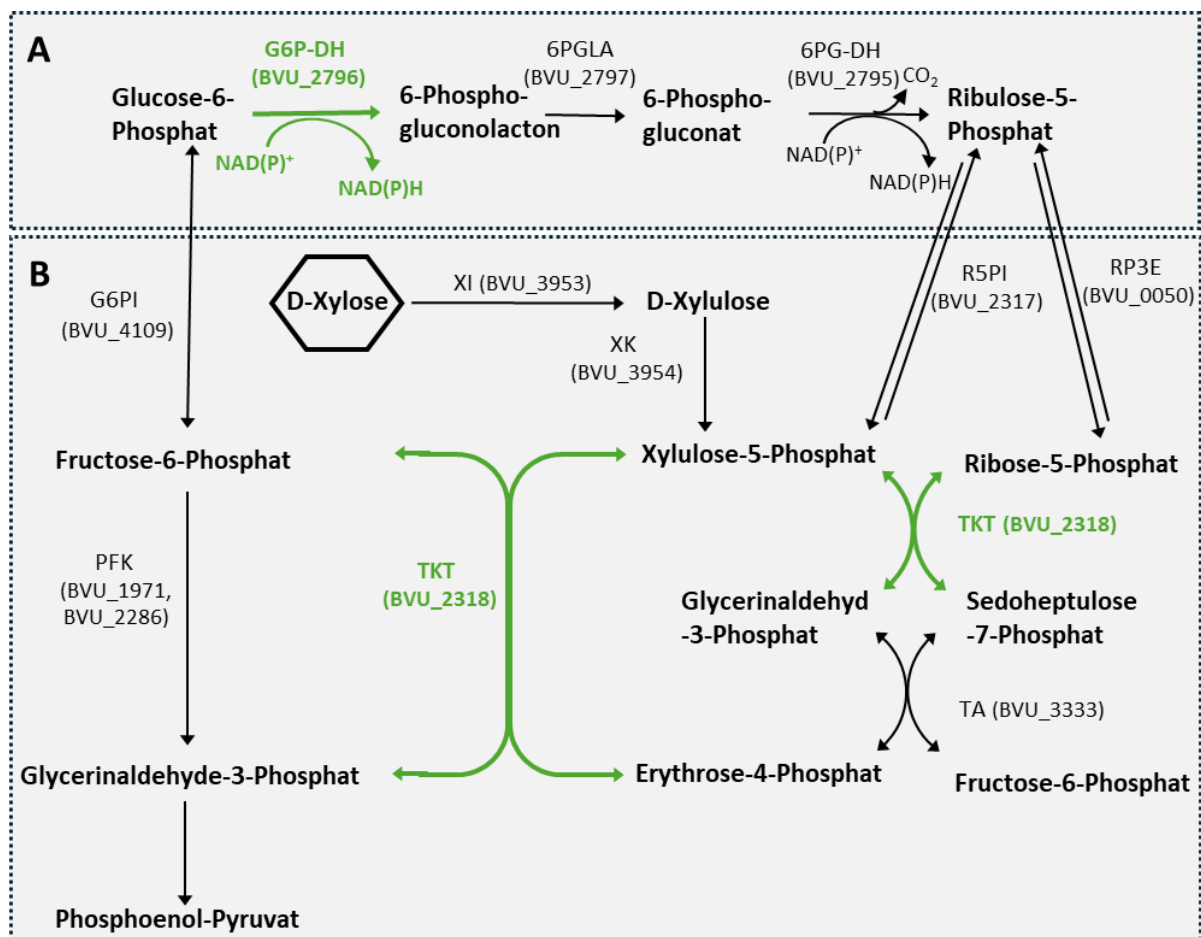 A
G6P-DH
(BVU_2796)
6PGLA
(BVU_2797)
6PG-DH
(BVU_2795)
CO₂
Glucose-6-
Phosphat
6-Phospho-
gluconolacton
6-Phospho-
gluconat
Ribulose-5-
Phosphat
NAD(P)⁺
NAD(P)H
NAD(P)⁺
NAD(P)H
B
G6PI
(BVU_4109)
D-Xylose
XI (BVU_3953)
D-Xylulose
XK
(BVU_3954)
R5PI
(BVU_2317)
RP3E
(BVU_0050)
Fructose-6-Phosphat
Xylulose-5-Phosphat
Ribose-5-Phosphat
TKT (BVU_2318)
PFK
(BVU_1971,
BVU_2286)
TKT
(BVU_2318)
Glycerinaldehyd
-3-Phosphat
Sedoheptulose
-7-Phosphat
TA (BVU_3333)
Glycerinaldehyde-3-Phosphat
Erythrose-4-Phosphat
Fructose-6-Phosphat
Phosphoenol-Pyruvat